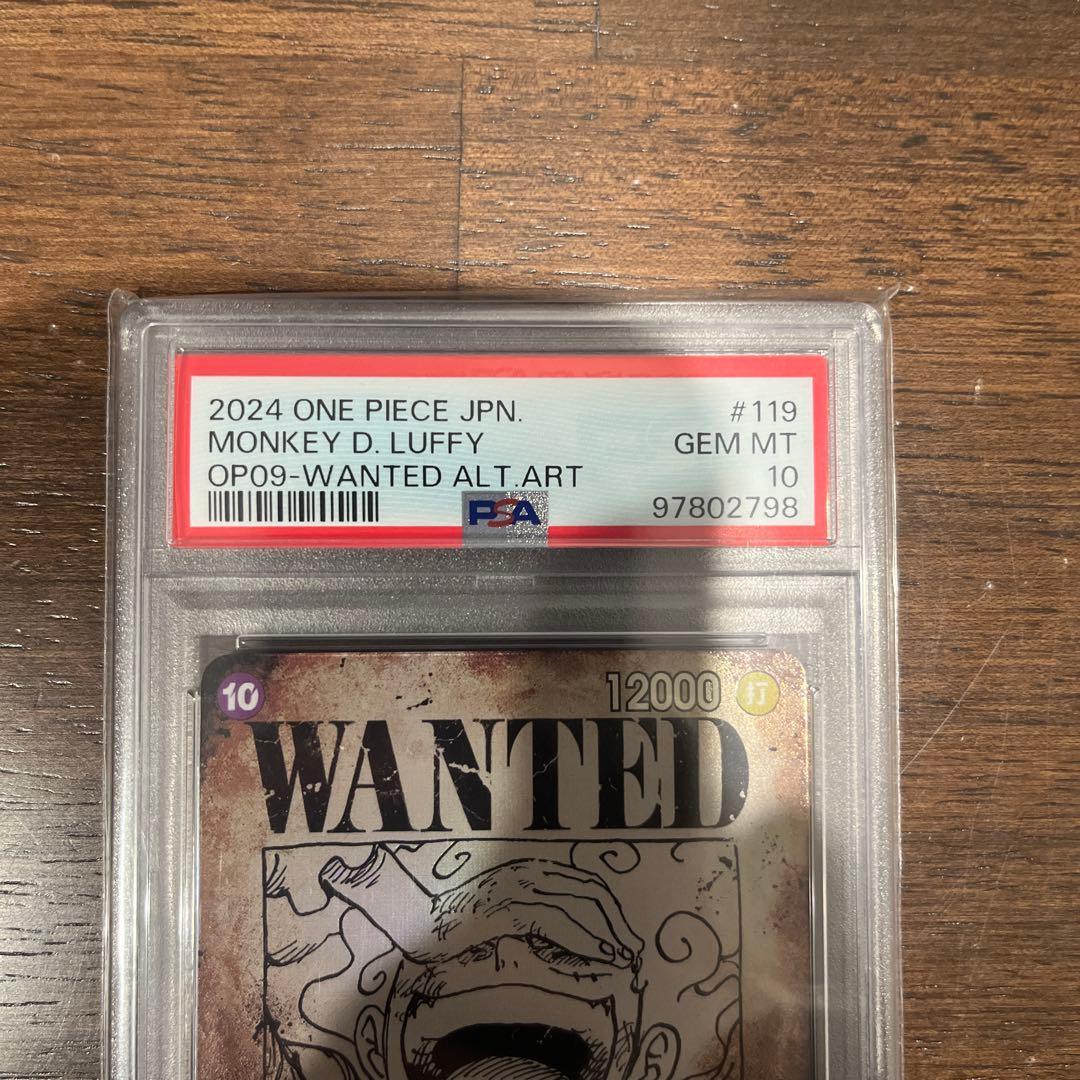 2024 ONE PIECE JPN. #119
MONKEY D. LUFFY GEM MT
OP09-WANTED ALT.ART 10
PSA 97802798
10 12000 打
WANTED